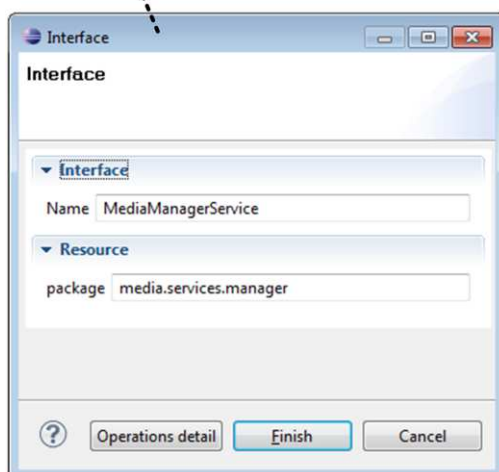 Interface
Interface
Interface
Name MediaManagerService
Resource
package media.services.manager
? Operations detail Finish Cancel